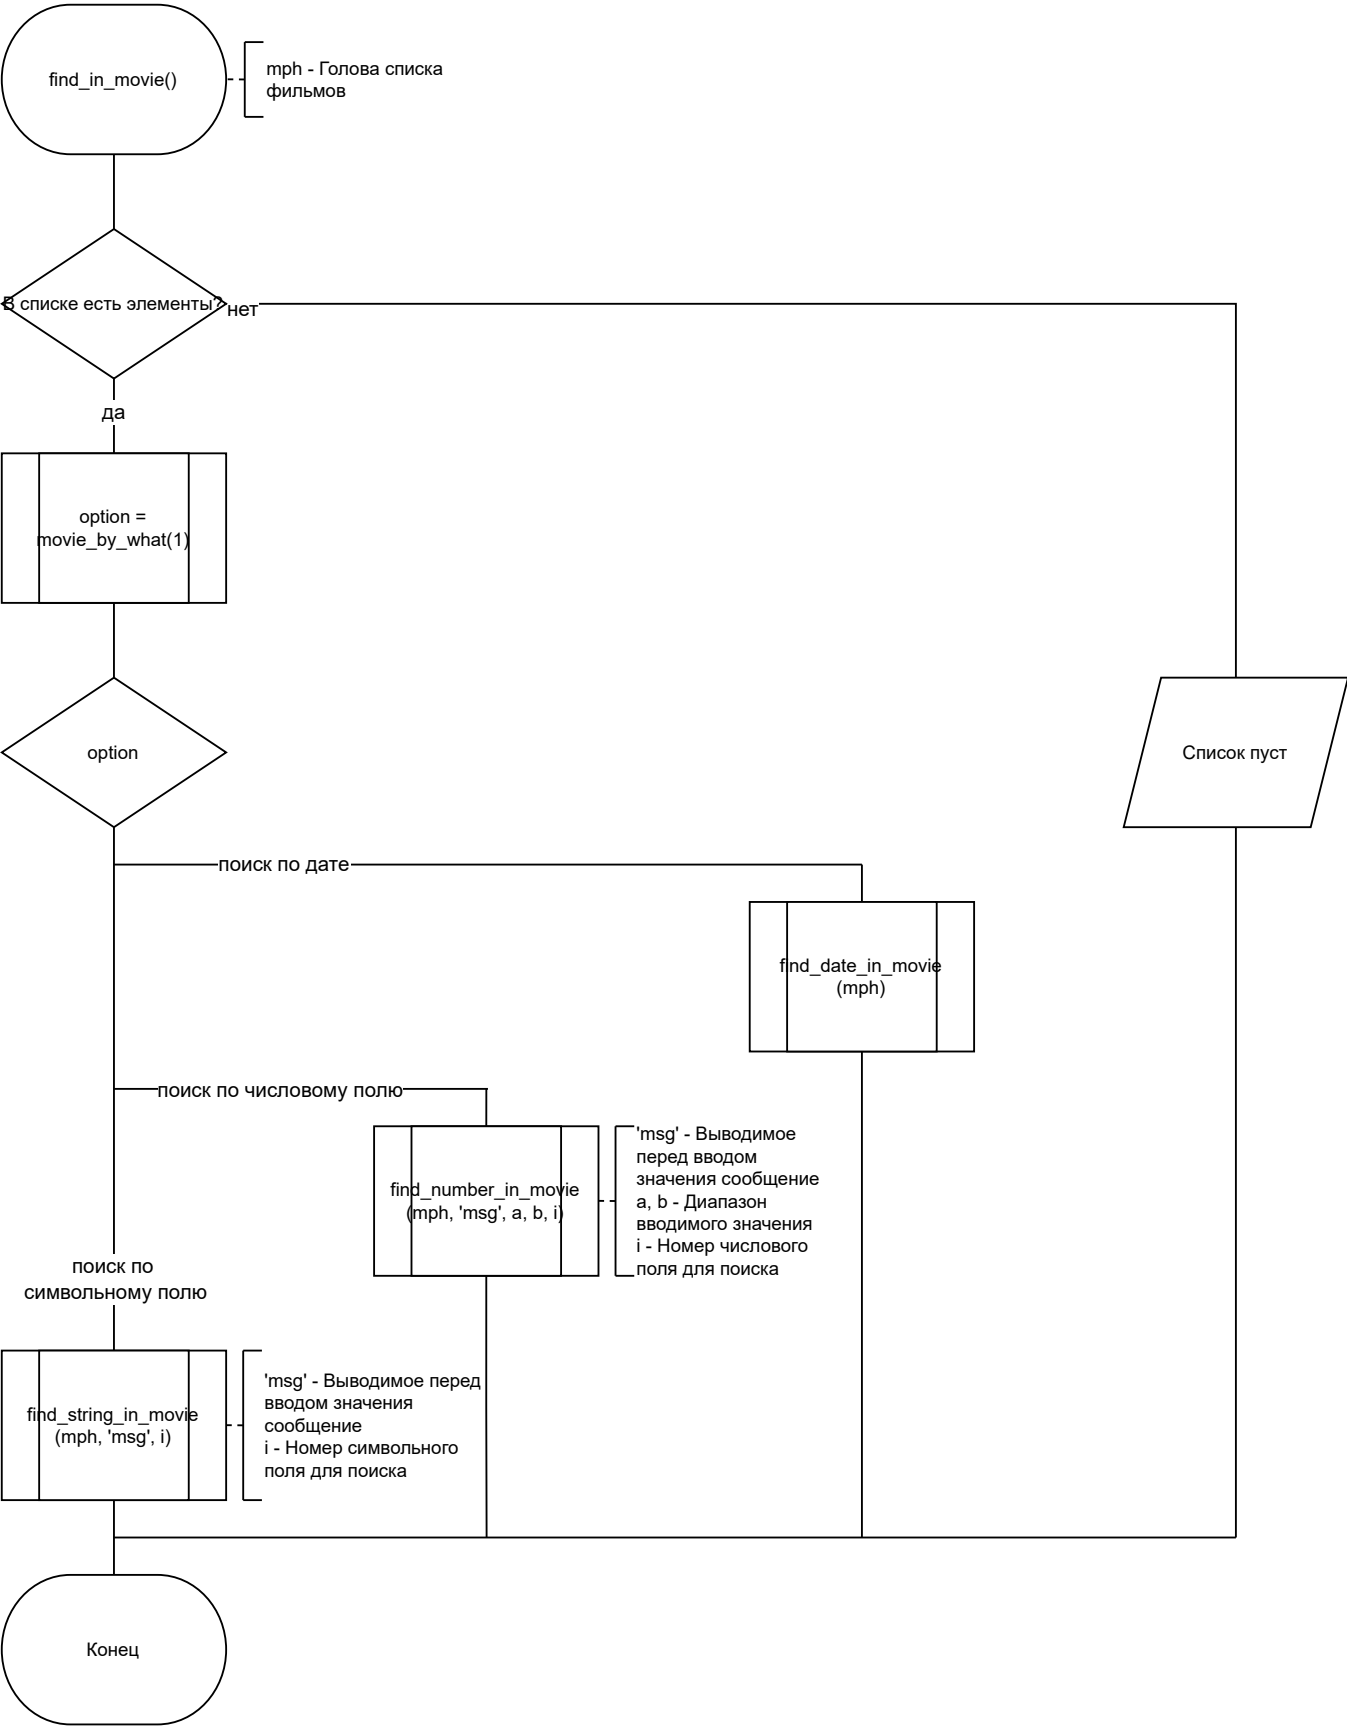 find_in_movie()
mph - Голова списка
фильмов
В списке есть элементы?
нет
да
option =
movie_by_what(1)
option
Список пуст
поиск по дате
find_date_in_movie
(mph)
поиск по числовому полю
find_number_in_movie
(mph, 'msg', a, b, i)
'msg' - Выводимое
перед вводом
значения сообщение
a, b - Диапазон
вводимого значения
i - Номер числового
поля для поиска
поиск по
символьному полю
find_string_in_movie
(mph, 'msg', i)
'msg' - Выводимое перед
вводом значения
сообщение
i - Номер символьного
поля для поиска
Конец